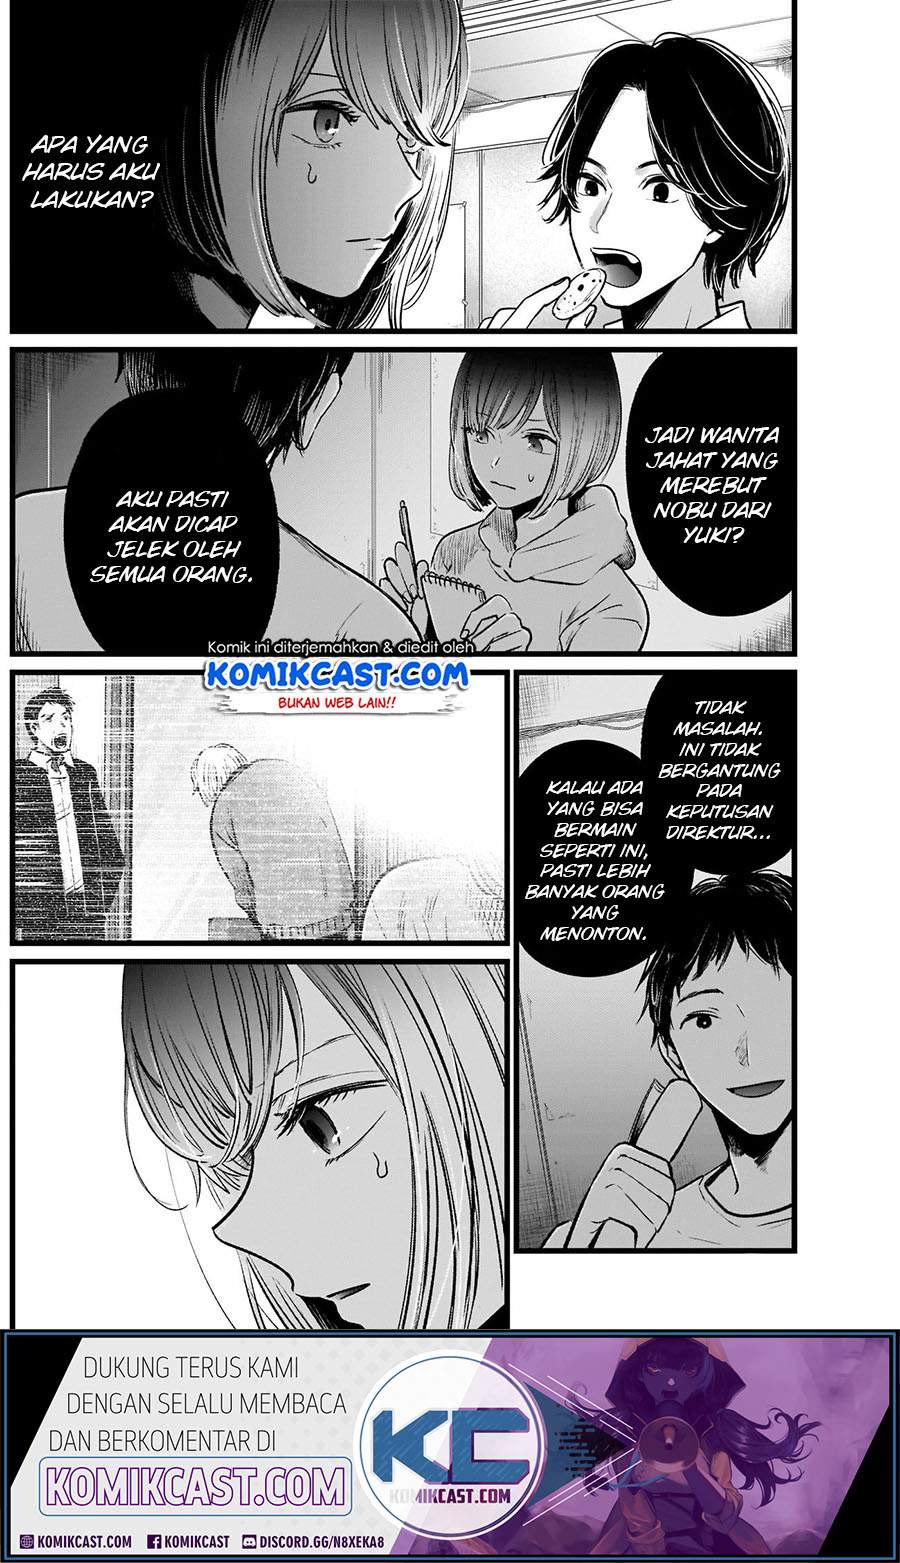 APA YANG
HARUS AKU
LAKUKAN?
JADI WANITA
JAHAT YANG
MEREBUT
NOBU DARI
YUKI?
AKU PASTI
AKAN DICAP
JELEK OLEH
SEMUA ORANG.
Komik ini diterjemahkan & diedit oleh
KOMIKCAST.COM
BUKAN WEB LAIN!!
TIDAK
MASALAH.
INI TIDAK
BERGANTUNG
PADA
KEPUTUSAN
DIREKTUR...
KALAU ADA
YANG BISA
BERMAIN
SEPERTI INI,
PASTI LEBIH
BANYAK ORANG
YANG
MENONTON.
DUKUNG TERUS KAMI
DENGAN SELALU MEMBACA
DAN BERKOMENTAR DI
KOMIKCAST.COM
KC
KOMIKCAST.COM
KOMIKCAST.COM
KOMIKCAST.COM
DISCORD.GG/N8XEKA8